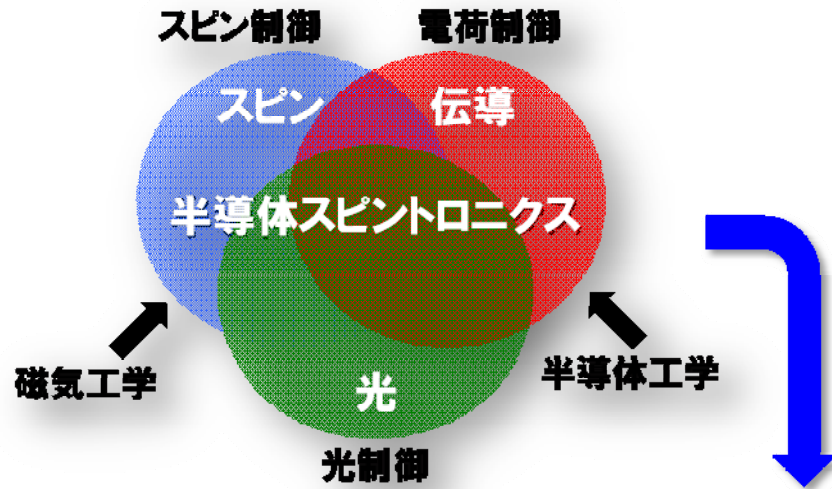 スピン制御
電荷制御
スピン
伝導
半導体スピントロニクス
磁気工学
半導体工学
光
光制御